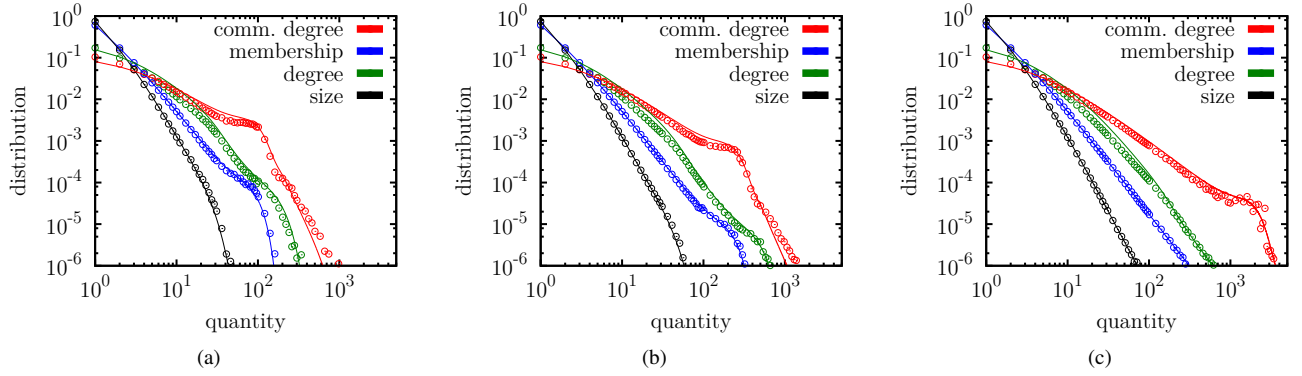 10^0
10^-1
10^-2
10^-3
10^-4
10^-5
10^-6
distribution
comm. degree
membership
degree
size
10^0 10^1 10^2 10^3
quantity
(a)
10^0
10^-1
10^-2
10^-3
10^-4
10^-5
10^-6
distribution
comm. degree
membership
degree
size
10^0 10^1 10^2 10^3
quantity
(b)
10^0
10^-1
10^-2
10^-3
10^-4
10^-5
10^-6
distribution
comm. degree
membership
degree
size
10^0 10^1 10^2 10^3
quantity
(c)